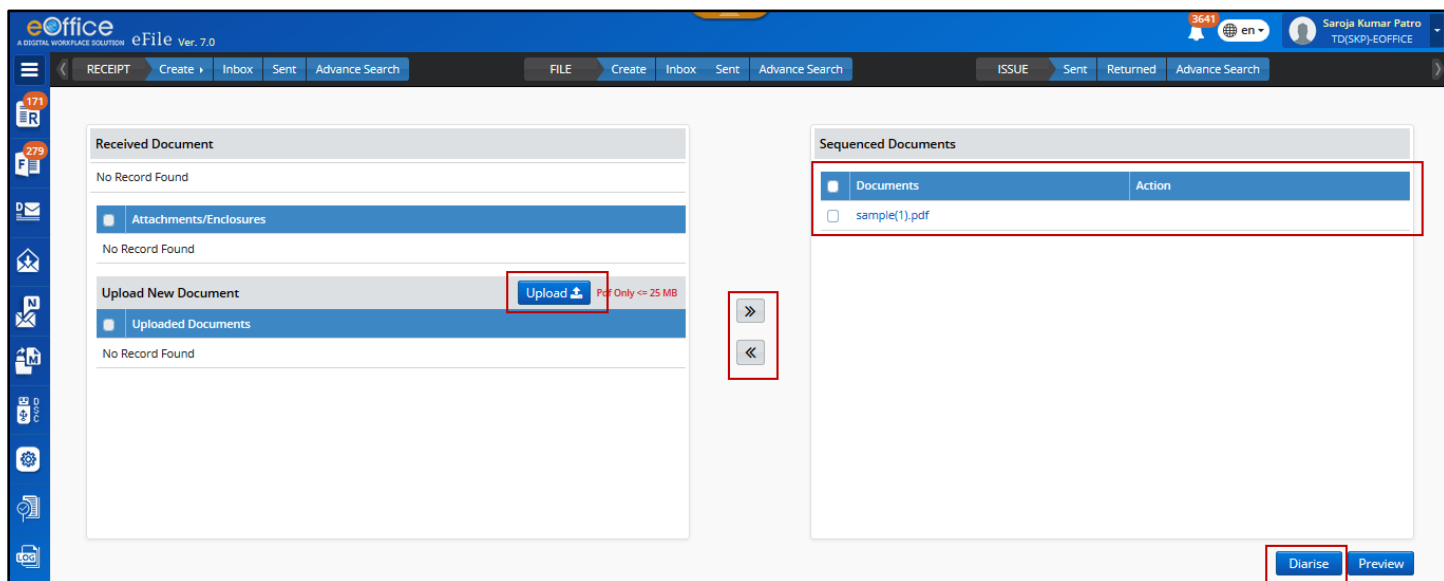 eOffice
A DIGITAL WORKPLACE SOLUTION eFile Ver. 7.0
3641
en
Saroja Kumar Patro
TD(SKP)-EOFFICE
RECEIPT Create Inbox Sent Advance Search FILE Create Inbox Sent Advance Search ISSUE Sent Returned Advance Search
171
R
279
F
D
N
M
DSC
LOG
Received Document
No Record Found
Attachments/Enclosures
No Record Found
Upload New Document Upload Pdf Only <= 25 MB
Uploaded Documents
No Record Found
Sequenced Documents
Documents Action
sample(1).pdf
Diarise Preview